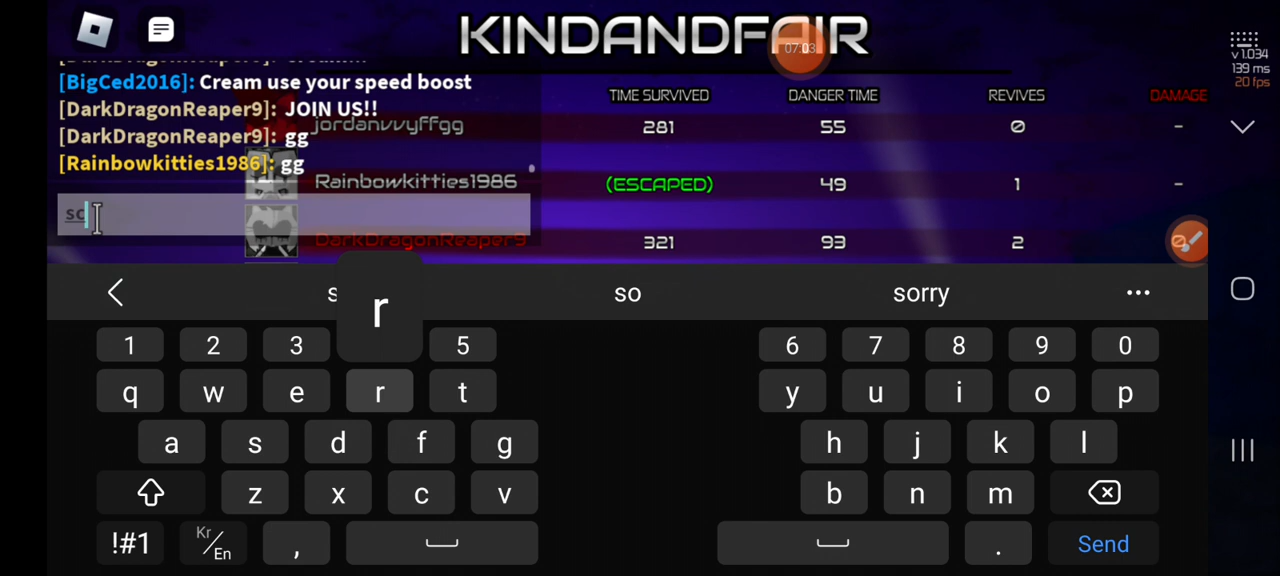 KINDANDFAIR
07:03
v1.034
139 ms
20 fps
[BigCed2016]: Cream use your speed boost
[DarkDragonReaper9]: JOIN US!!
[DarkDragonReaper9]: gg
[Rainbowkitties1986]: gg
TIME SURVIVED DANGER TIME REVIVES DAMAGE
jordanvvyffgg 281 55 0 -
Rainbowkitties1986 (ESCAPED) 49 1 -
DarkDragonReaper9 321 93 2 0
so
so sorry
r
1 2 3 5 6 7 8 9 0
q w e r t y u i o p
a s d f g h j k l
z x c v b n m
!#1 Kr/En , . Send